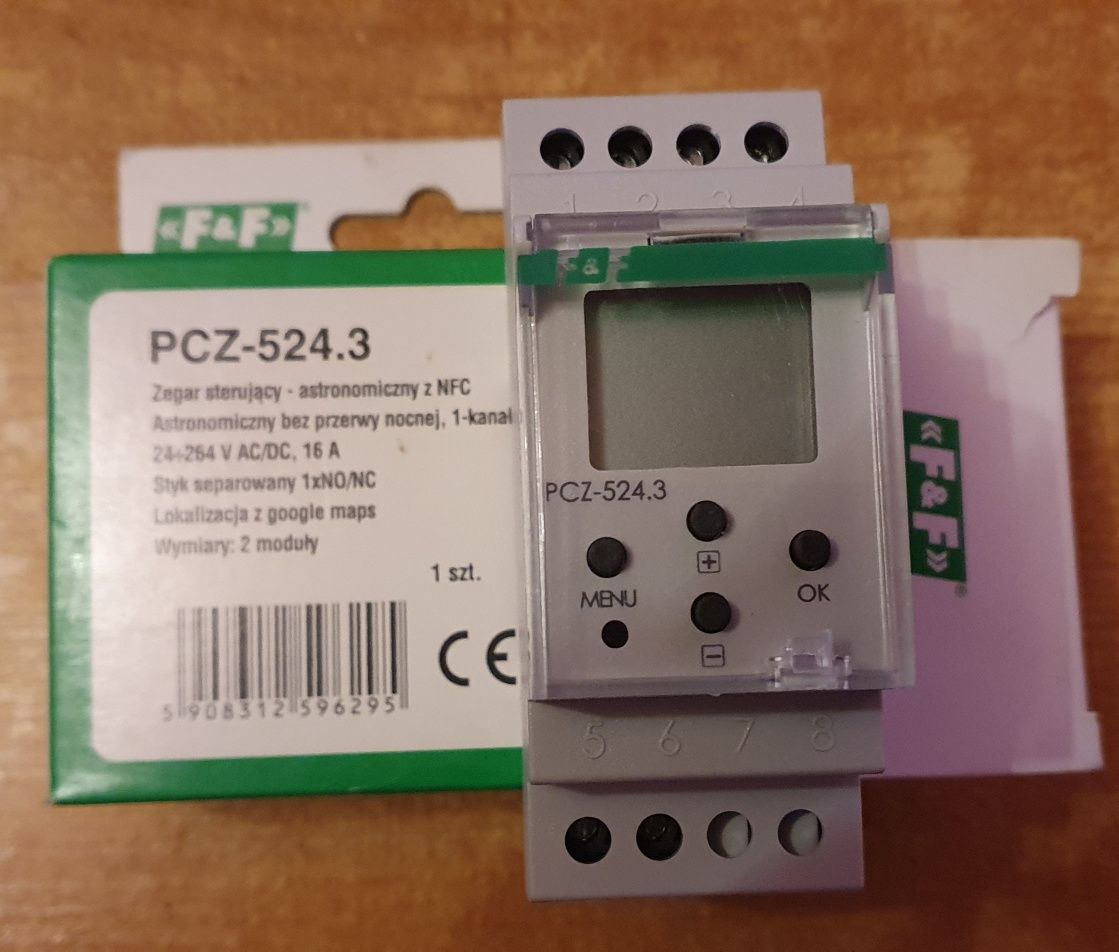 «F&F»
PCZ-524.3
Zegar sterujący - astronomiczny z NFC
Astronomiczny bez przerwy nocnej, 1-kanał
24÷264 V AC/DC, 16 A
Styk separowany 1xNO/NC
Lokalizacja z google maps
Wymiary: 2 moduły
1 szt.
CE
5 908312 596295
1 2 3 4
F&F
PCZ-524.3
MENU
+
OK
−
5 6 7 8
«F&F»